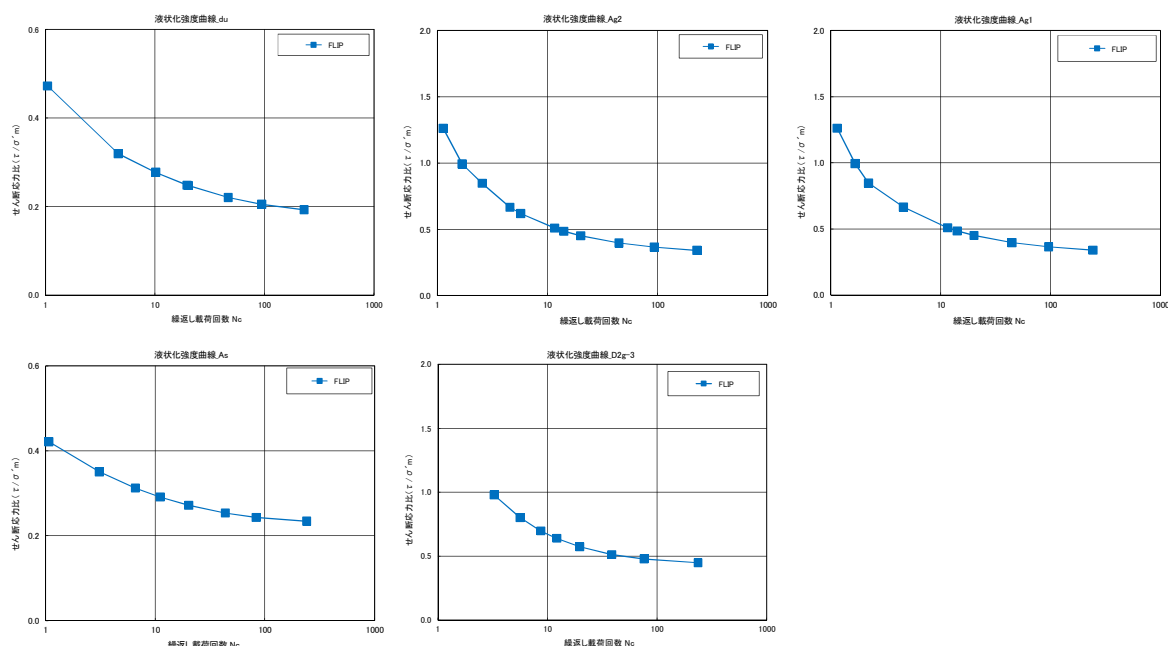 液状化強度曲線_du
FLIP
せん断応力比(τ/σ´m)
0.6
0.4
0.2
0.0
1
10
100
1000
繰返し載荷回数 Nc
液状化強度曲線_Ag2
FLIP
せん断応力比(τ/σ´m)
2.0
1.5
1.0
0.5
0.0
1
10
100
1000
繰返し載荷回数 Nc
液状化強度曲線_Ag1
FLIP
せん断応力比(τ/σ´m)
2.0
1.5
1.0
0.5
0.0
1
10
100
1000
繰返し載荷回数 Nc
液状化強度曲線_As
FLIP
せん断応力比(τ/σ´m)
0.6
0.4
0.2
0.0
1
10
100
1000
繰返し載荷回数 Nc
液状化強度曲線_D2g-3
FLIP
せん断応力比(τ/σ´m)
2.0
1.5
1.0
0.5
0.0
1
10
100
1000
繰返し載荷回数 Nc